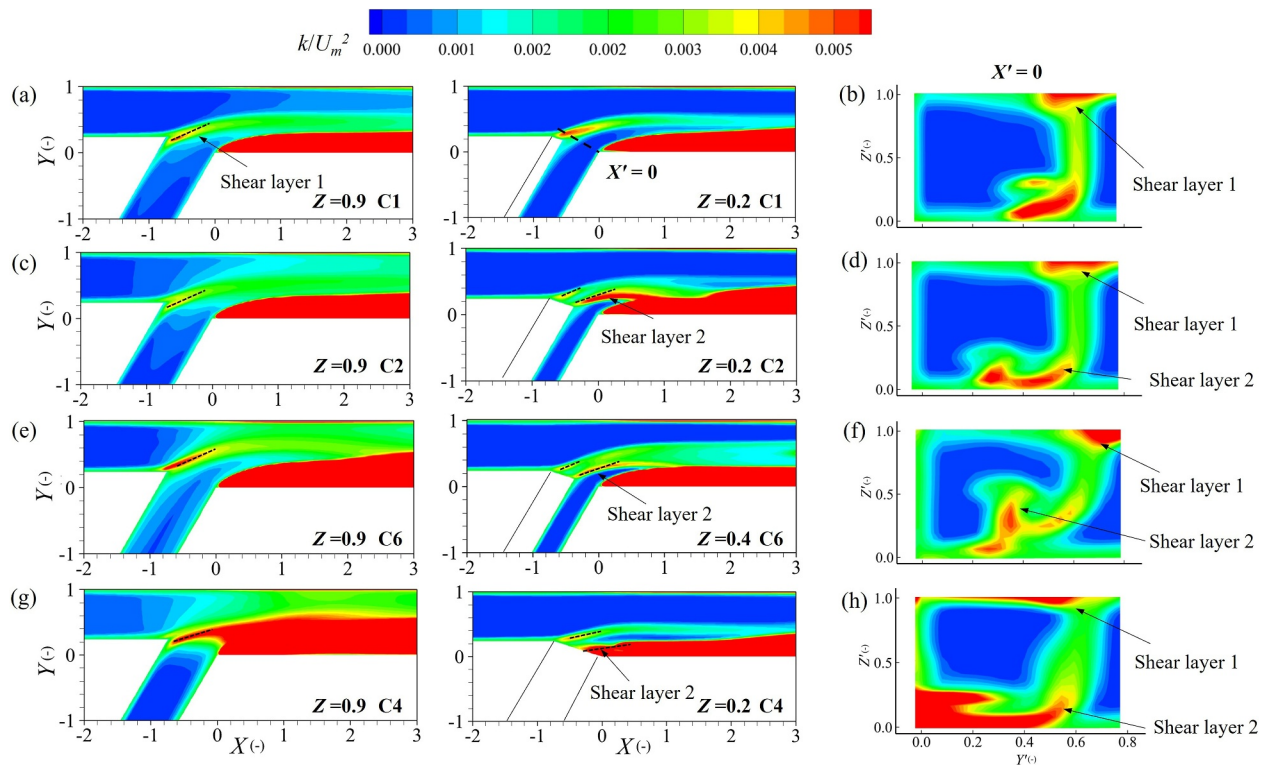 k/Uₘ²
0.000 0.001 0.002 0.002 0.003 0.004 0.005
X' = 0
(a)
1
0
-1
Y(-)
Shear layer 1
Z=0.9 C1
-2 -1 0 1 2 3
1
0
-1
X' = 0
Z=0.2 C1
-2 -1 0 1 2 3
(b)
1.0
0.5
0.0
Z'(-)
Shear layer 1
(c)
1
0
-1
Y(-)
Z=0.9 C2
-2 -1 0 1 2 3
1
0
-1
Shear layer 2
Z=0.2 C2
-2 -1 0 1 2 3
(d)
1.0
0.5
0.0
Z'(-)
Shear layer 1
Shear layer 2
(e)
1
0
-1
Y(-)
Z=0.9 C6
-2 -1 0 1 2 3
1
0
-1
Shear layer 2
Z=0.4 C6
-2 -1 0 1 2 3
(f)
1.0
0.5
0.0
Z'(-)
Shear layer 1
Shear layer 2
(g)
1
0
-1
Y(-)
Z=0.9 C4
-2 -1 0 1 2 3
X(-)
1
0
-1
Shear layer 2
Z=0.2 C4
-2 -1 0 1 2 3
X(-)
(h)
1.0
0.5
0.0
Z'(-)
Shear layer 1
Shear layer 2
0.0 0.2 0.4 0.6 0.8
Y'(-)